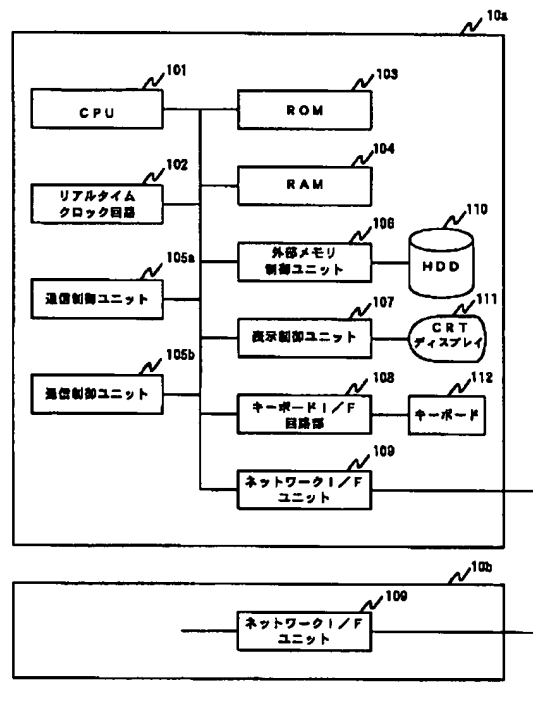 10a
101
CPU
103
ROM
102
リアルタイム
クロック回路
104
RAM
106
外部メモリ
制御ユニット
110
HDD
105a
通信制御ユニット
107
表示制御ユニット
111
CRT
ディスプレイ
105b
通信制御ユニット
108
キーボードI/F
回路部
112
キーボード
109
ネットワークI/F
ユニット
10b
109
ネットワークI/F
ユニット